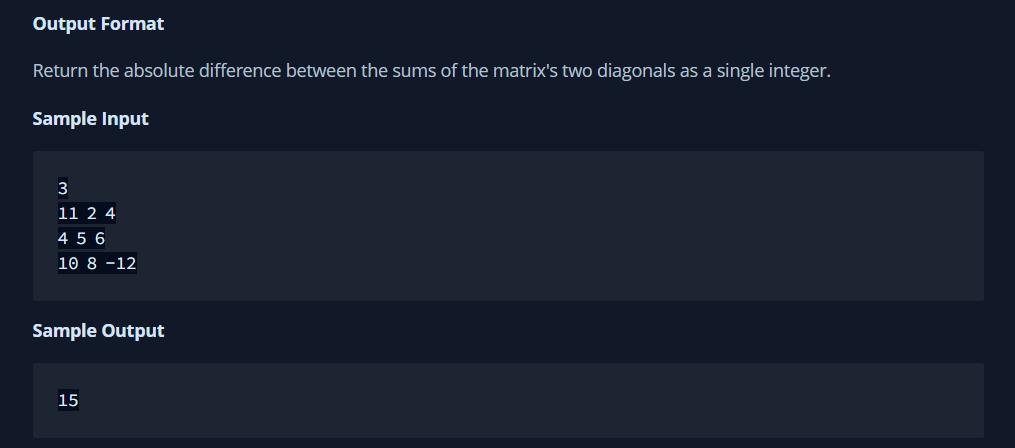 Output Format
Return the absolute difference between the sums of the matrix's two diagonals as a single integer.
Sample Input
3
11 2 4
4 5 6
10 8 -12
Sample Output
15